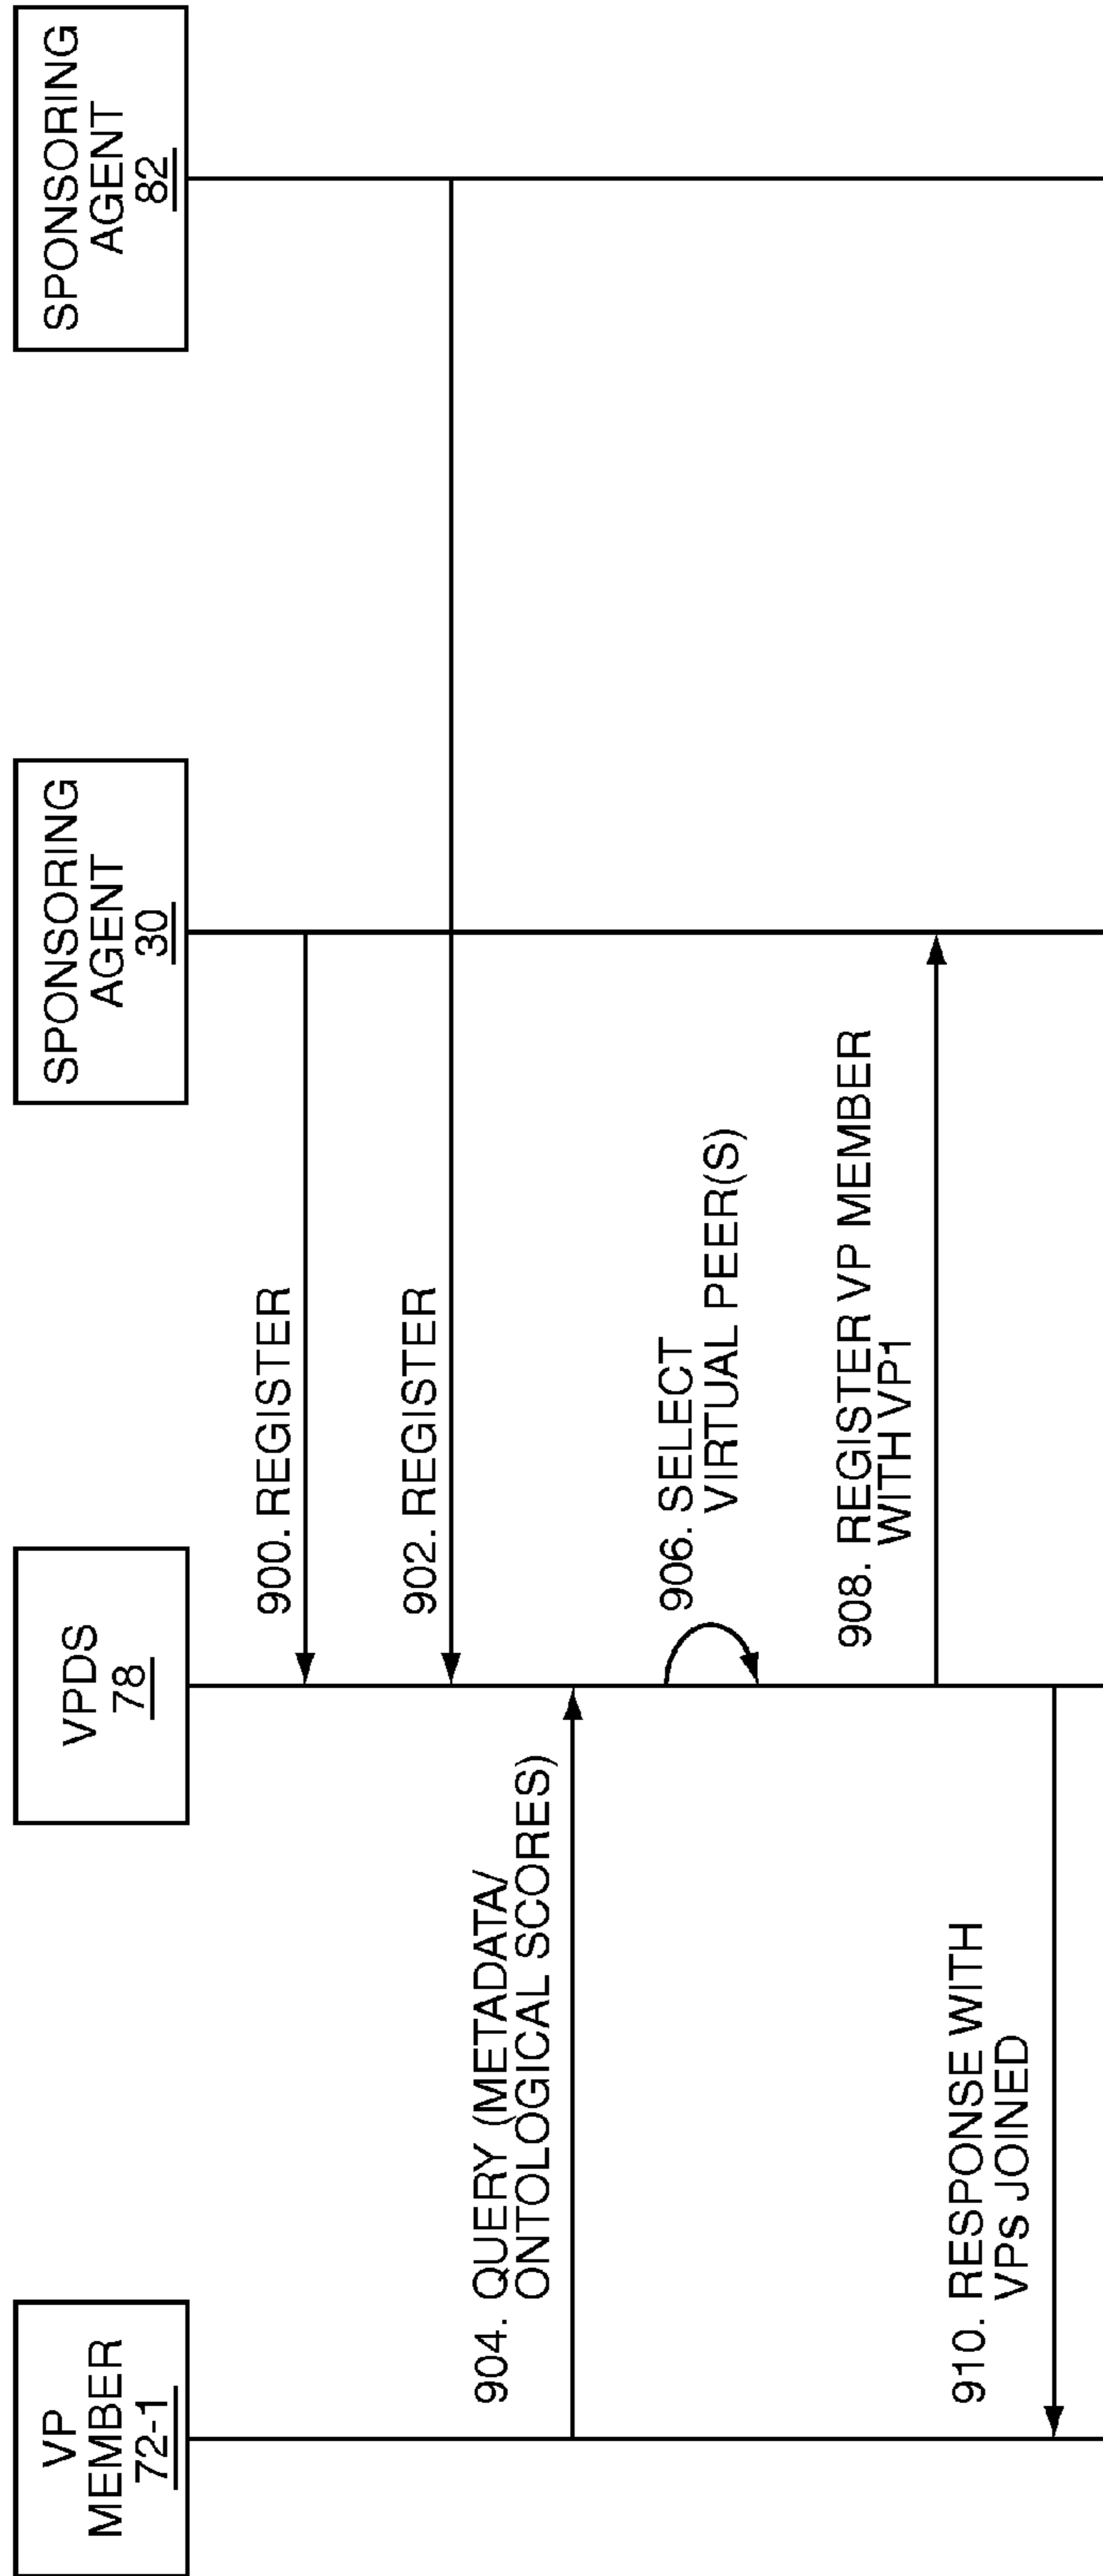 VP
MEMBER
72-1
VPDS
78
SPONSORING
AGENT
30
SPONSORING
AGENT
82
900. REGISTER
902. REGISTER
904. QUERY (METADATA/
ONTOLOGICAL SCORES)
906. SELECT
VIRTUAL PEER(S)
908. REGISTER VP MEMBER
WITH VP1
910. RESPONSE WITH
VPs JOINED